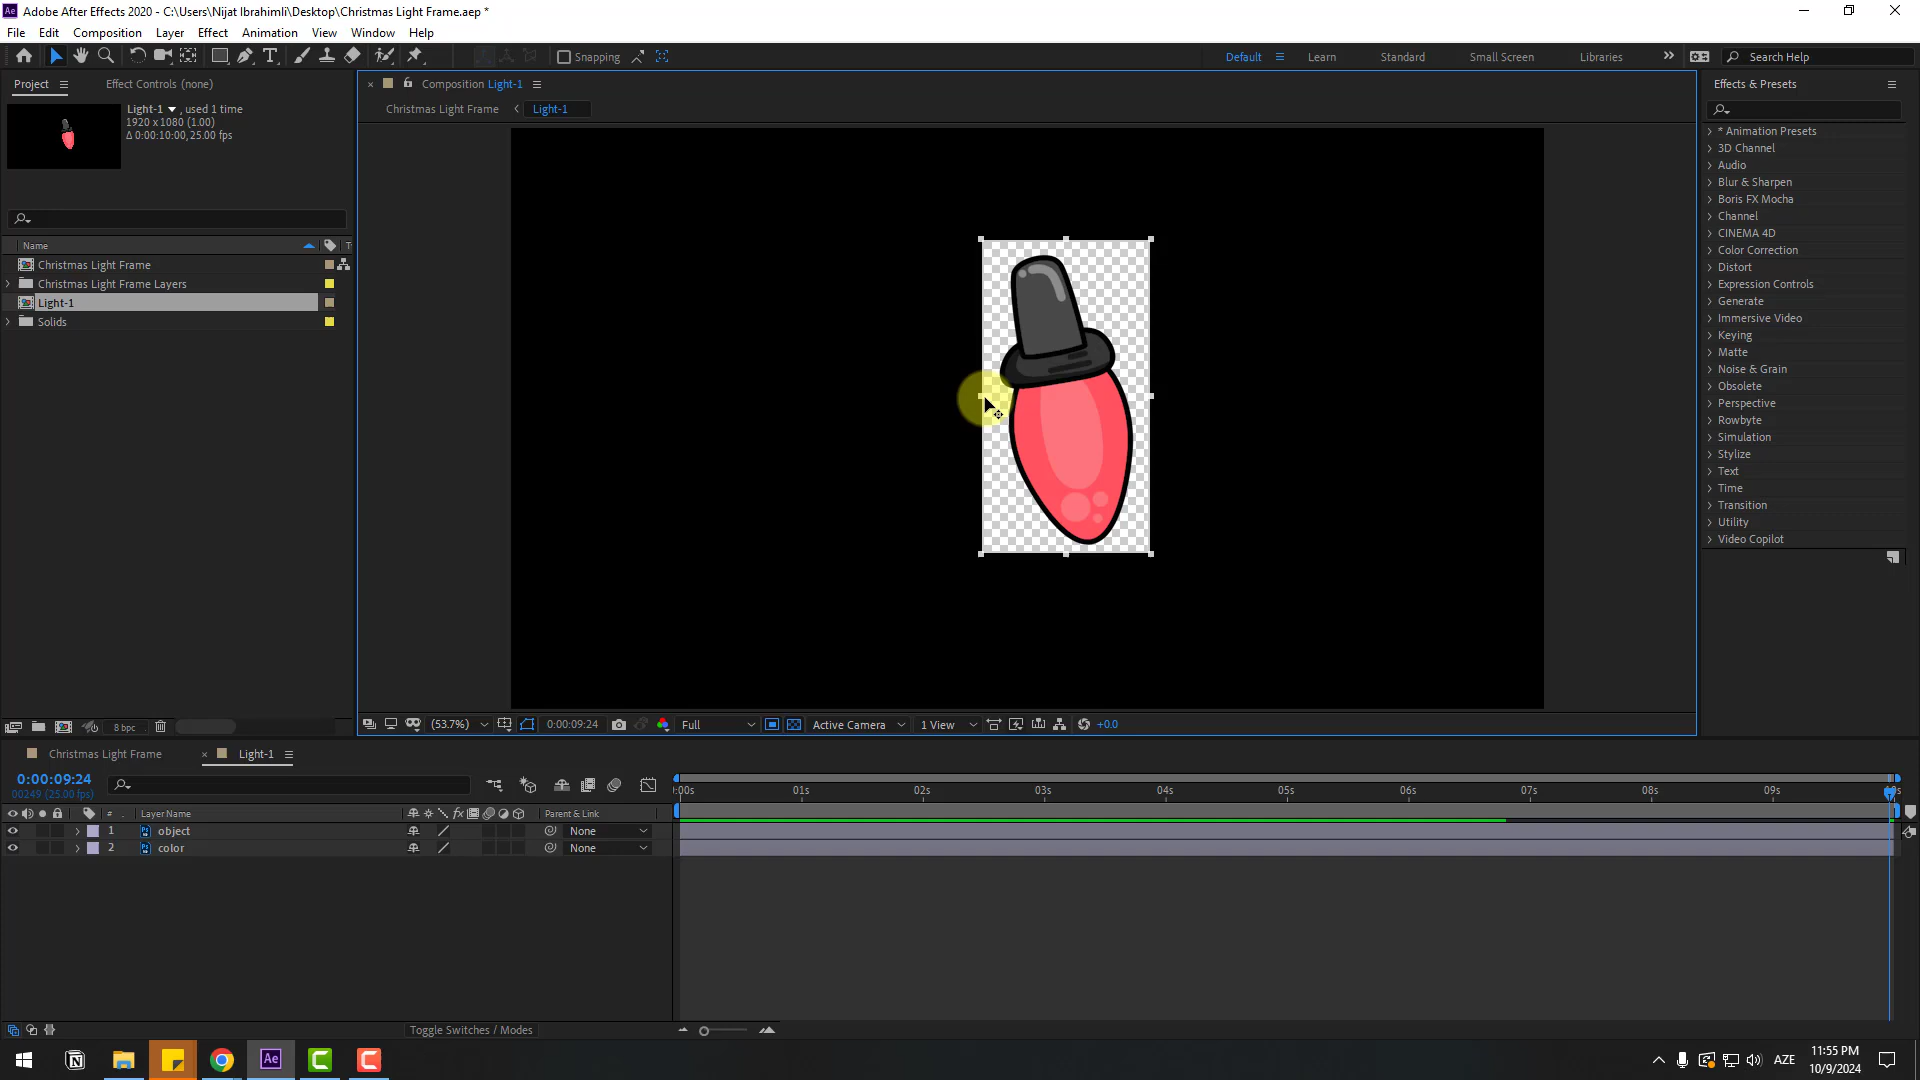 Adobe After Effects 2020 - C:\Users\Nijat Ibrahimli\Desktop\Christmas Light Frame.aep *
File Edit Composition Layer Effect Animation View Window Help
Snapping Default Learn Standard Small Screen Libraries Search Help
Project Effect Controls (none)
Composition Light-1
Effects & Presets
Light-1 , used 1 time
1920 x 1080 (1.00)
Δ 0:00:10:00, 25.00 fps
Christmas Light Frame Light-1
* Animation Presets
3D Channel
Audio
Blur & Sharpen
Boris FX Mocha
Channel
CINEMA 4D
Color Correction
Distort
Expression Controls
Generate
Immersive Video
Keying
Matte
Noise & Grain
Obsolete
Perspective
Rowbyte
Simulation
Stylize
Text
Time
Transition
Utility
Video Copilot
Name T
Christmas Light Frame
Christmas Light Frame Layers
Light-1
Solids
8 bpc
(53.7%) 0:00:09:24 Full Active Camera 1 View +0.0
Christmas Light Frame Light-1
0:00:09:24
00249 (25.00 fps)
:00s 01s 02s 03s 04s 05s 06s 07s 08s 09s
# . Layer Name fx Parent & Link
1 object None
2 color None
Toggle Switches / Modes
AZE
11:55 PM
10/9/2024